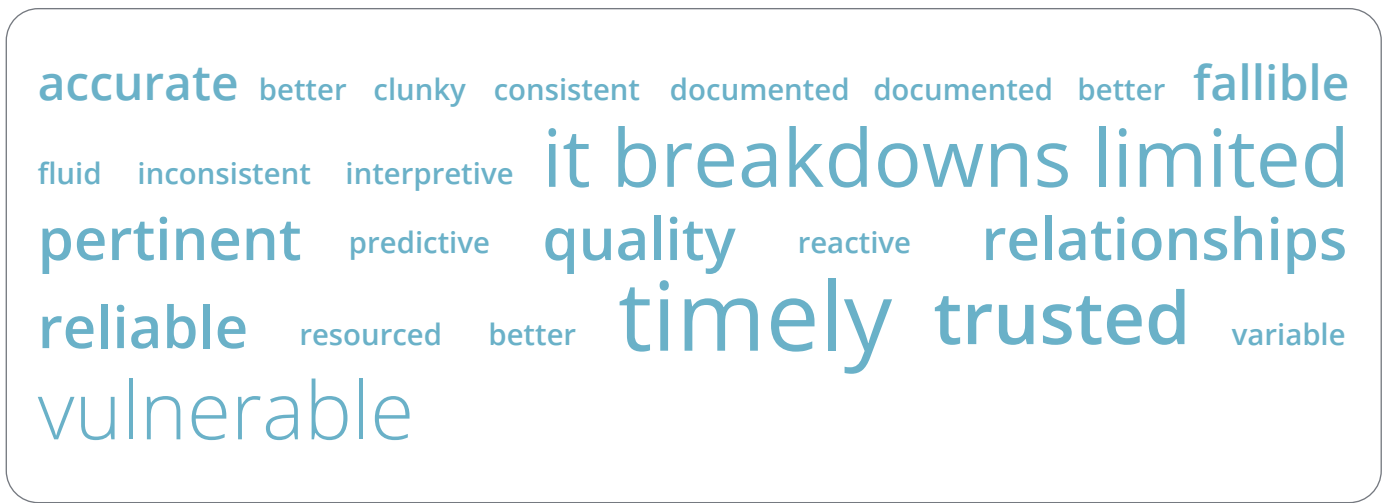 accurate better clunky consistent documented documented better fallible
fluid inconsistent interpretive it breakdowns limited
pertinent predictive quality reactive relationships
reliable resourced better timely trusted variable
vulnerable